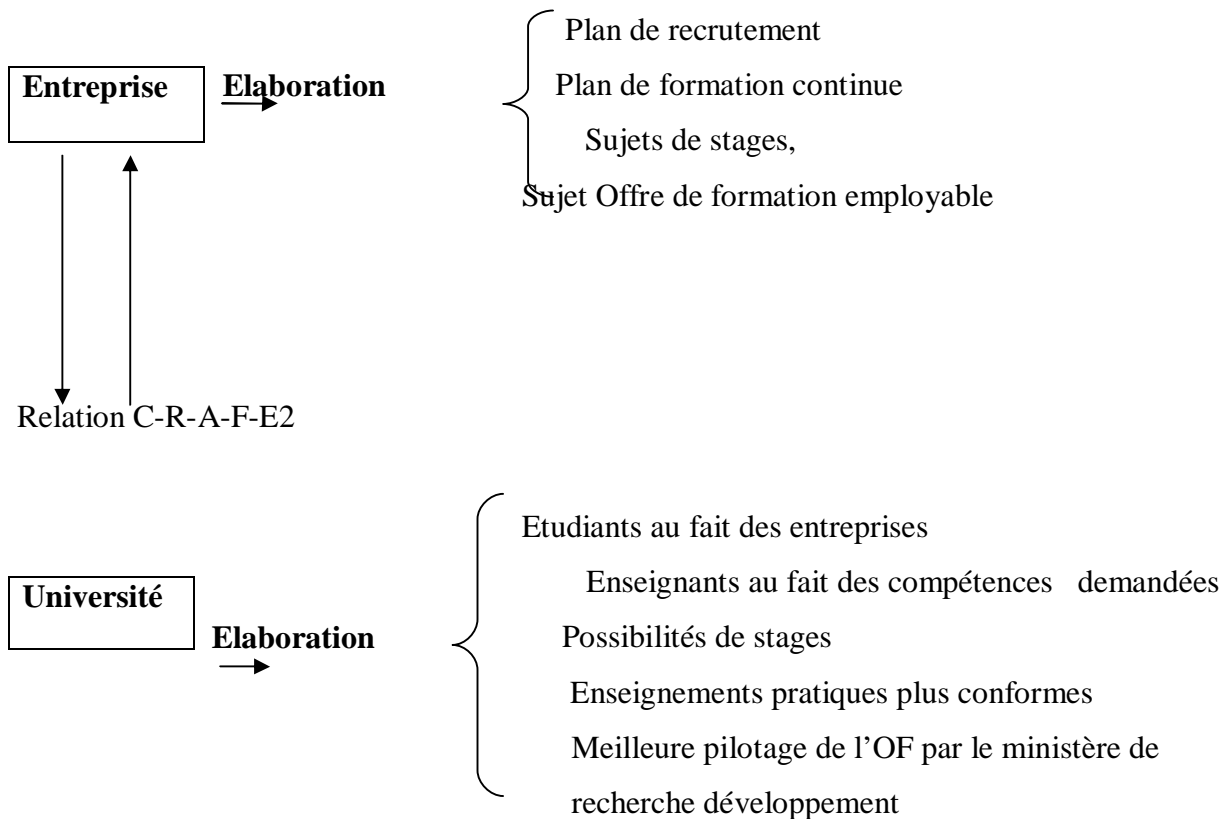 Plan de recrutement
Entreprise Elaboration
Plan de formation continue
Sujets de stages,
Sujet Offre de formation employable
Relation C-R-A-F-E2
Etudiants au fait des entreprises
Enseignants au fait des compétences demandées
Université
Elaboration
Possibilités de stages
Enseignements pratiques plus conformes
Meilleure pilotage de l’OF par le ministère de
recherche développement